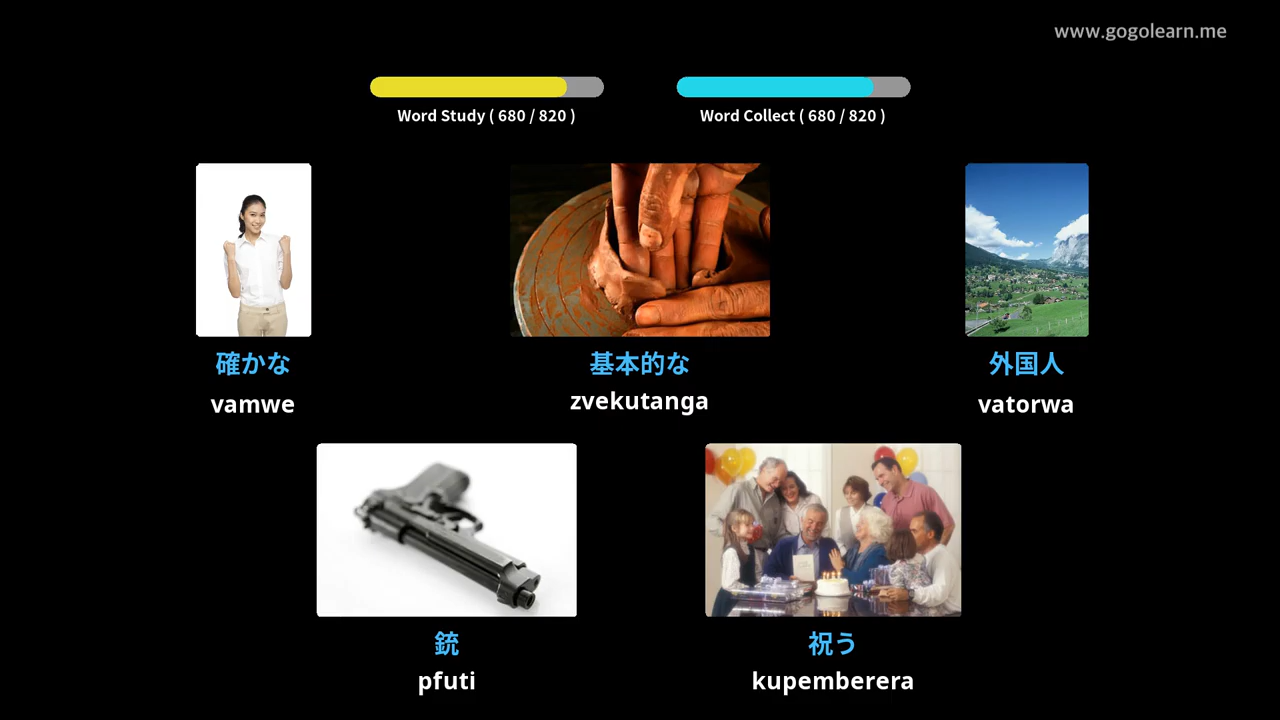 www.gogolearn.me
Word Study ( 680 / 820 )
Word Collect ( 680 / 820 )
確かな
vamwe
基本的な
zvekutanga
外国人
vatorwa
銃
pfuti
祝う
kupemberera